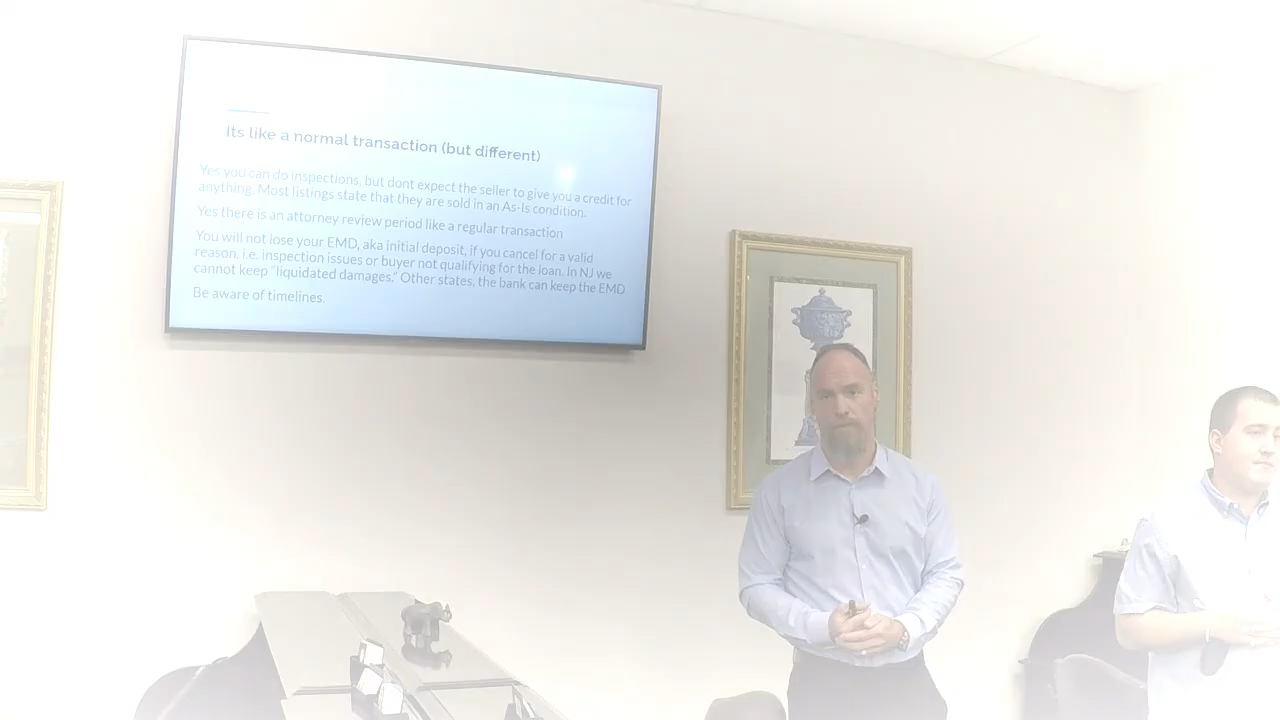 Its like a normal transaction (but different)
Yes you can do inspections, but dont expect the seller to give you a credit for
anything. Most listings state that they are sold in an As-Is condition.
Yes there is an attorney review period like a regular transaction
You will not lose your EMD, aka initial deposit, if you cancel for a valid
reason, i.e. inspection issues or buyer not qualifying for the loan. In NJ we
cannot keep "liquidated damages." Other states, the bank can keep the EMD
Be aware of timelines.